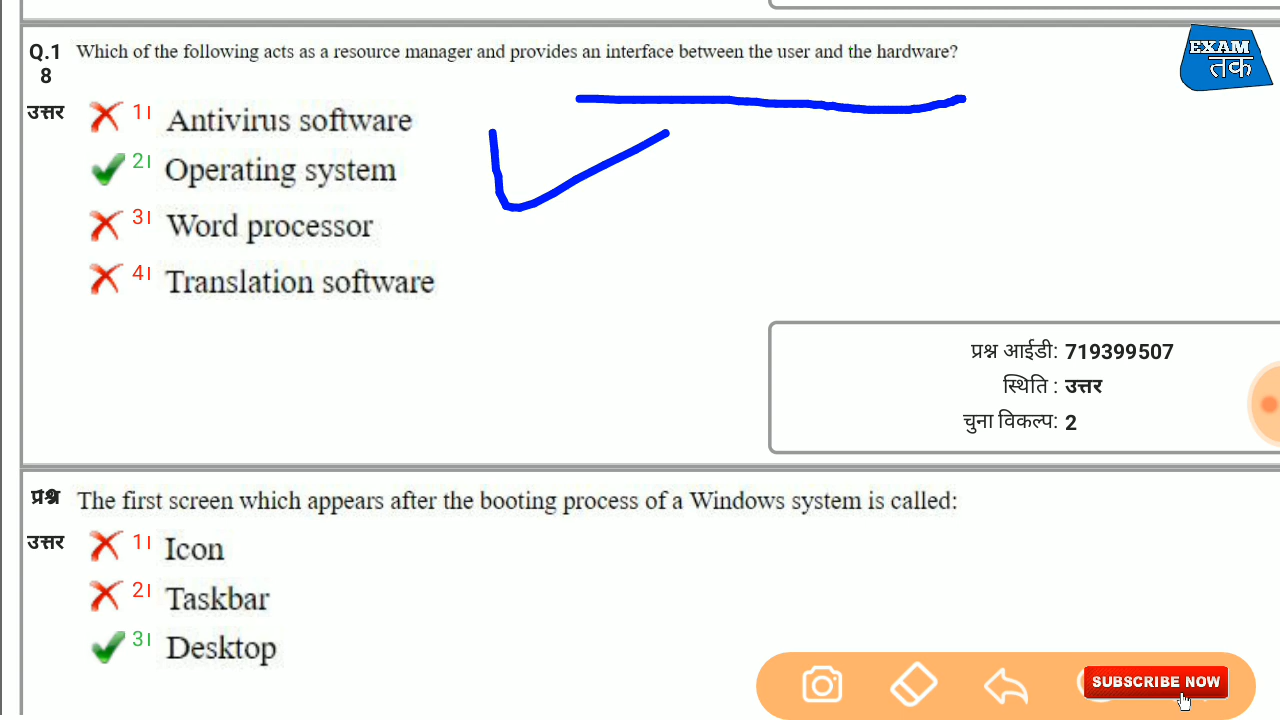 Q.1 Which of the following acts as a resource manager and provides an interface between the user and the hardware?
8
EXAM
तक
उत्तर
1। Antivirus software
2। Operating system
3। Word processor
4। Translation software
प्रश्न आईडी: 719399507
स्थिति : उत्तर
चुना विकल्प: 2
The first screen which appears after the booting process of a Windows system is called:
उत्तर
1। Icon
2। Taskbar
3। Desktop
SUBSCRIBE NOW